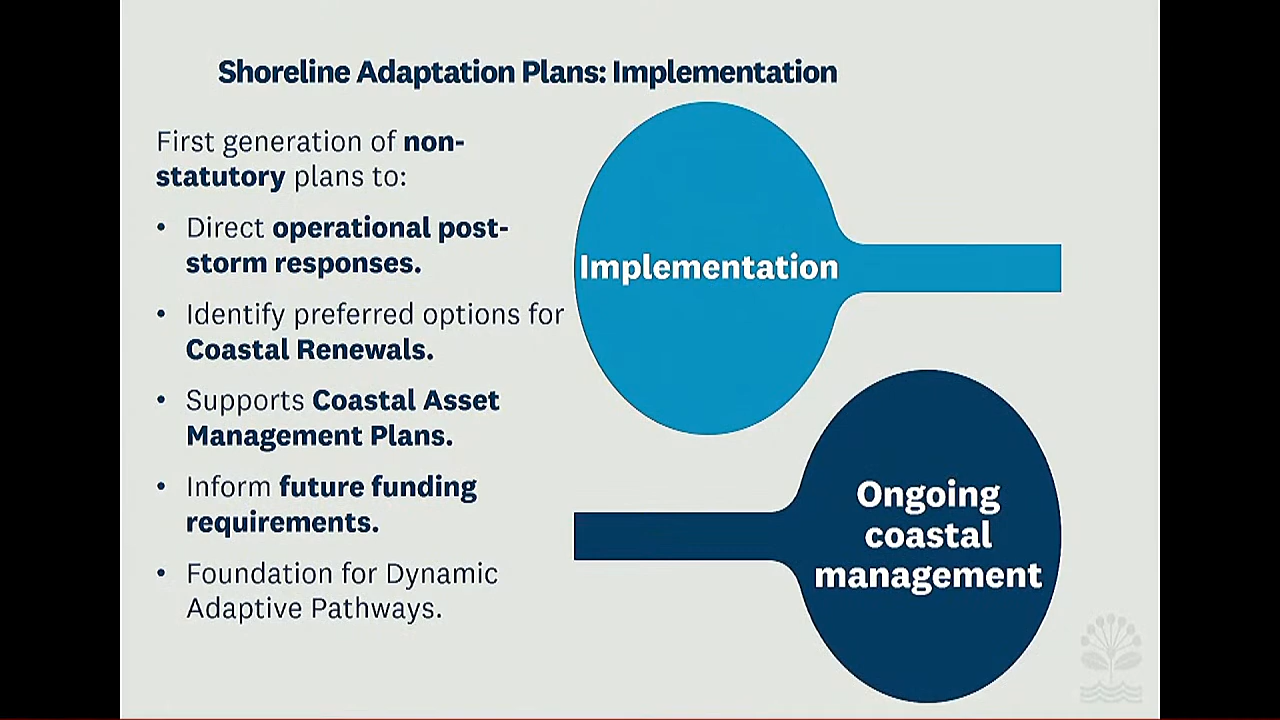 Shoreline Adaptation Plans: Implementation
First generation of non-
statutory plans to:
• Direct operational post-
storm responses.
• Identify preferred options for
Coastal Renewals.
• Supports Coastal Asset
Management Plans.
• Inform future funding
requirements.
• Foundation for Dynamic
Adaptive Pathways.
Implementation
Ongoing
coastal
management